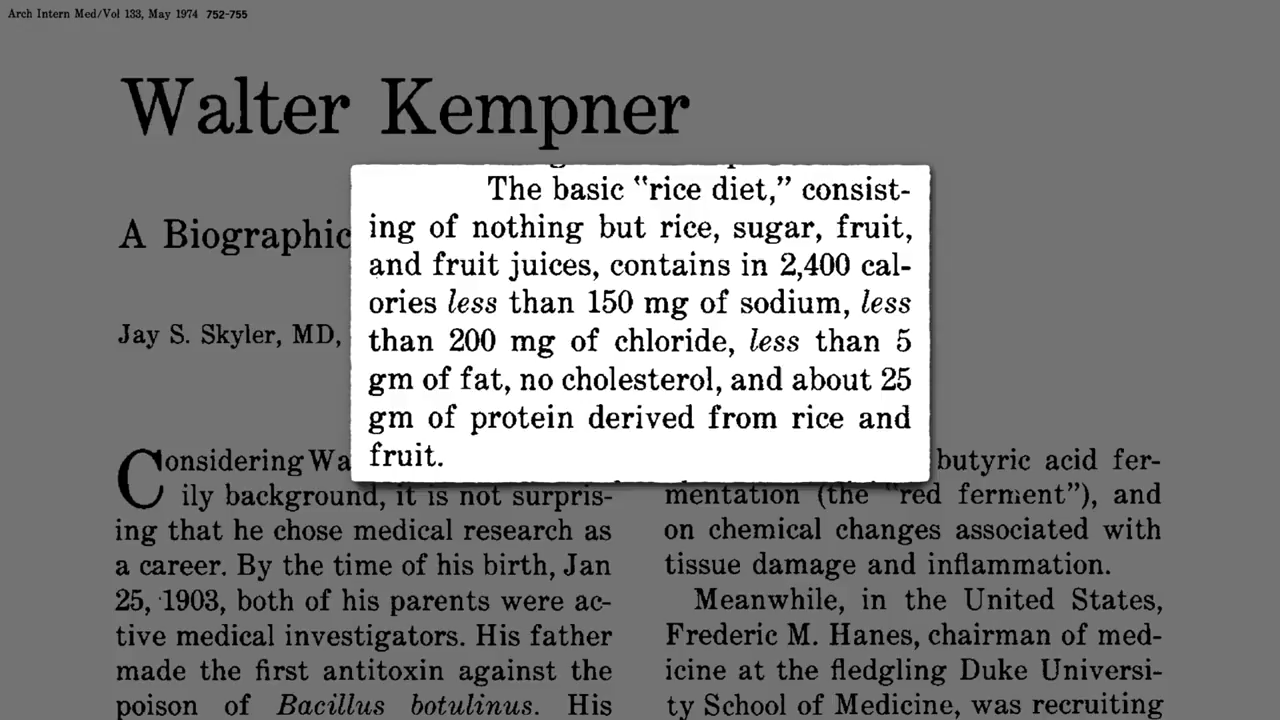 Arch Intern Med/Vol 133, May 1974 752-755
Walter Kempner
A Biographic
Jay S. Skyler, MD,
The basic “rice diet,” consist-
ing of nothing but rice, sugar, fruit,
and fruit juices, contains in 2,400 cal-
ories less than 150 mg of sodium, less
than 200 mg of chloride, less than 5
gm of fat, no cholesterol, and about 25
gm of protein derived from rice and
fruit.
Considering Wa
ily background, it is not surpris-
ing that he chose medical research as
a career. By the time of his birth, Jan
25, 1903, both of his parents were ac-
tive medical investigators. His father
made the first antitoxin against the
poison of Bacillus botulinus. His
butyric acid fer-
mentation (the “red ferment”), and
on chemical changes associated with
tissue damage and inflammation.
Meanwhile, in the United States,
Frederic M. Hanes, chairman of med-
icine at the fledgling Duke Universi-
ty School of Medicine, was recruiting